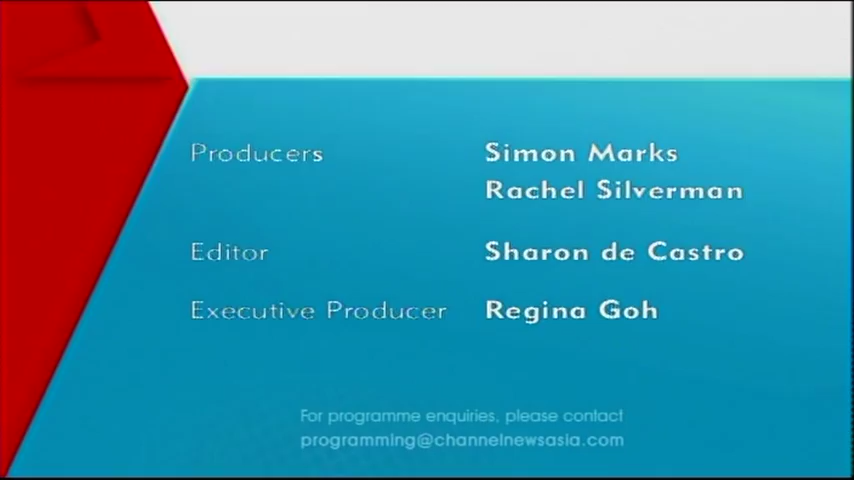 Producers Simon Marks
Rachel Silverman
Editor Sharon de Castro
Executive Producer Regina Goh
For programme enquiries, please contact
programming@channelnewsasia.com